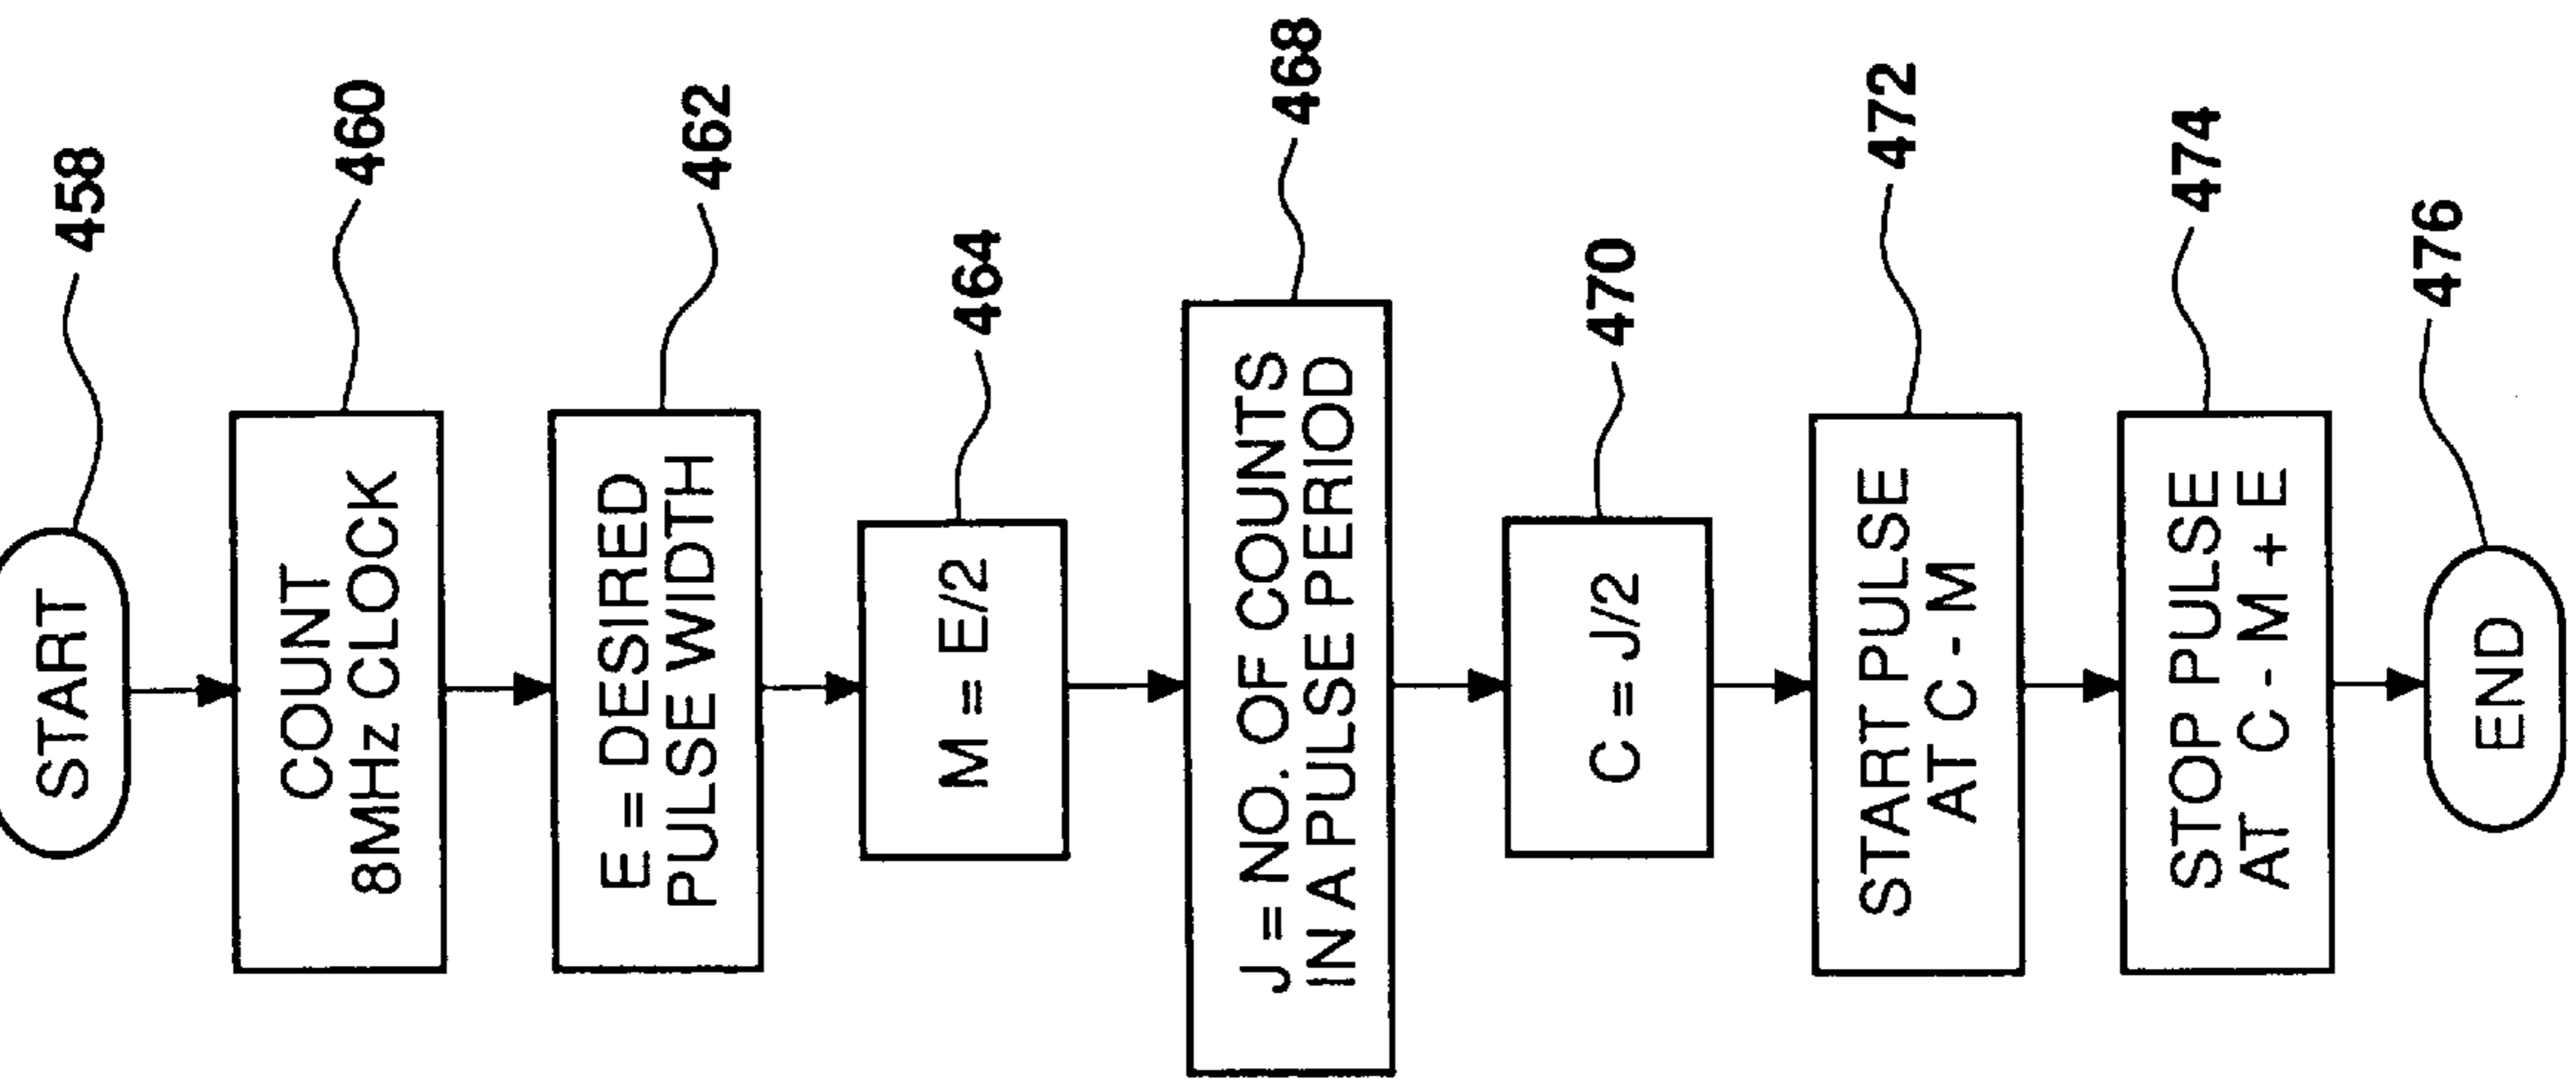 START
458
COUNT
8MHz CLOCK
460
E = DESIRED
PULSE WIDTH
462
M = E/2
464
J = NO. OF COUNTS
IN A PULSE PERIOD
468
C = J/2
470
START PULSE
AT C - M
472
STOP PULSE
AT C - M + E
474
END
476